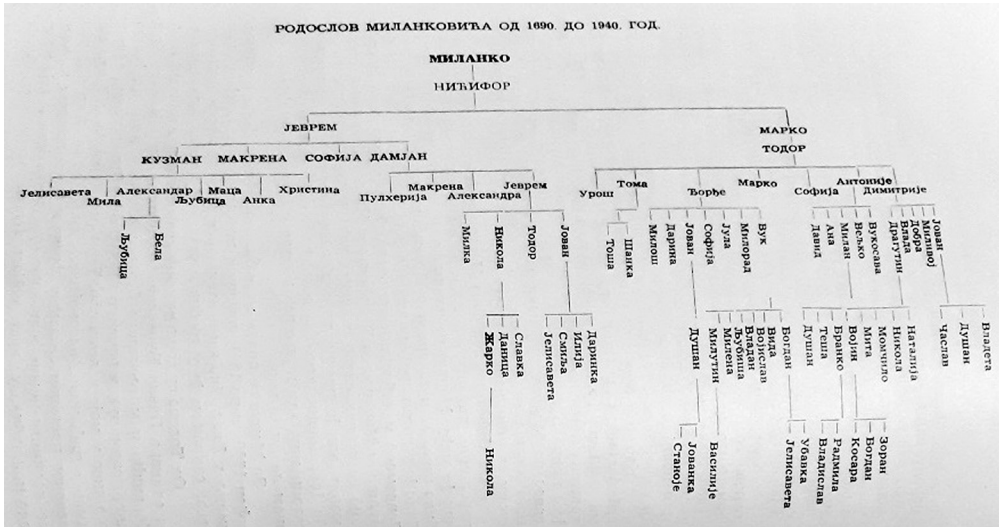 РОДОСЛОВ МИЛАНКОВИЋА ОД 1690. ДО 1940. ГОД.
МИЛАНКО
НИЋИФОР
ЈЕВРЕМ
МАРКО
ТОДОР
КУЗМАН
МАКРЕНА
СОФИЈА
ДАМЈАН
Јелисавета
Мила
Александар
Љубица
Маца
Анка
Христина
Пулхерија
Макрена
Александра
Јеврем
Урош
Тома
Ђорђе
Марко
Софија
Антоније
Димитрије
Љубица
Бела
Милка
Никола
Тодор
Јован
Тоша
Шанка
Милош
Дарина
Јован
Софија
Јула
Милорад
Вук
Давид
Ана
Милан
Вељко
Вукосава
Драгутин
Влада
Добра
Миливој
Јован
Жарко
Даница
Славка
Јелисавета
Смиља
Илија
Даринка
Душан
Милутин
Милева
Љубиша
Владан
Војислав
Вида
Богдан
Душан
Теша
Бранко
Војин
Мита
Момчило
Никола
Наталија
Часлав
Душан
Владета
Никола
Станоје
Јованка
Василије
Јелисавета
Убавка
Владислав
Радмила
Косара
Богдан
Зоран